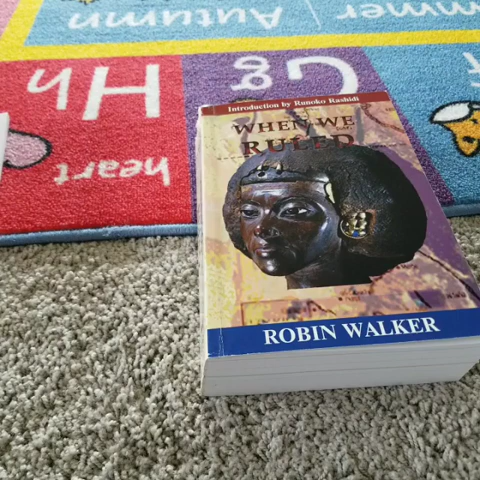 Summer
Autumn
Hh
Gg
heart
Introduction by Runoko Rashidi
WHEN WE
RULED
ROBIN WALKER